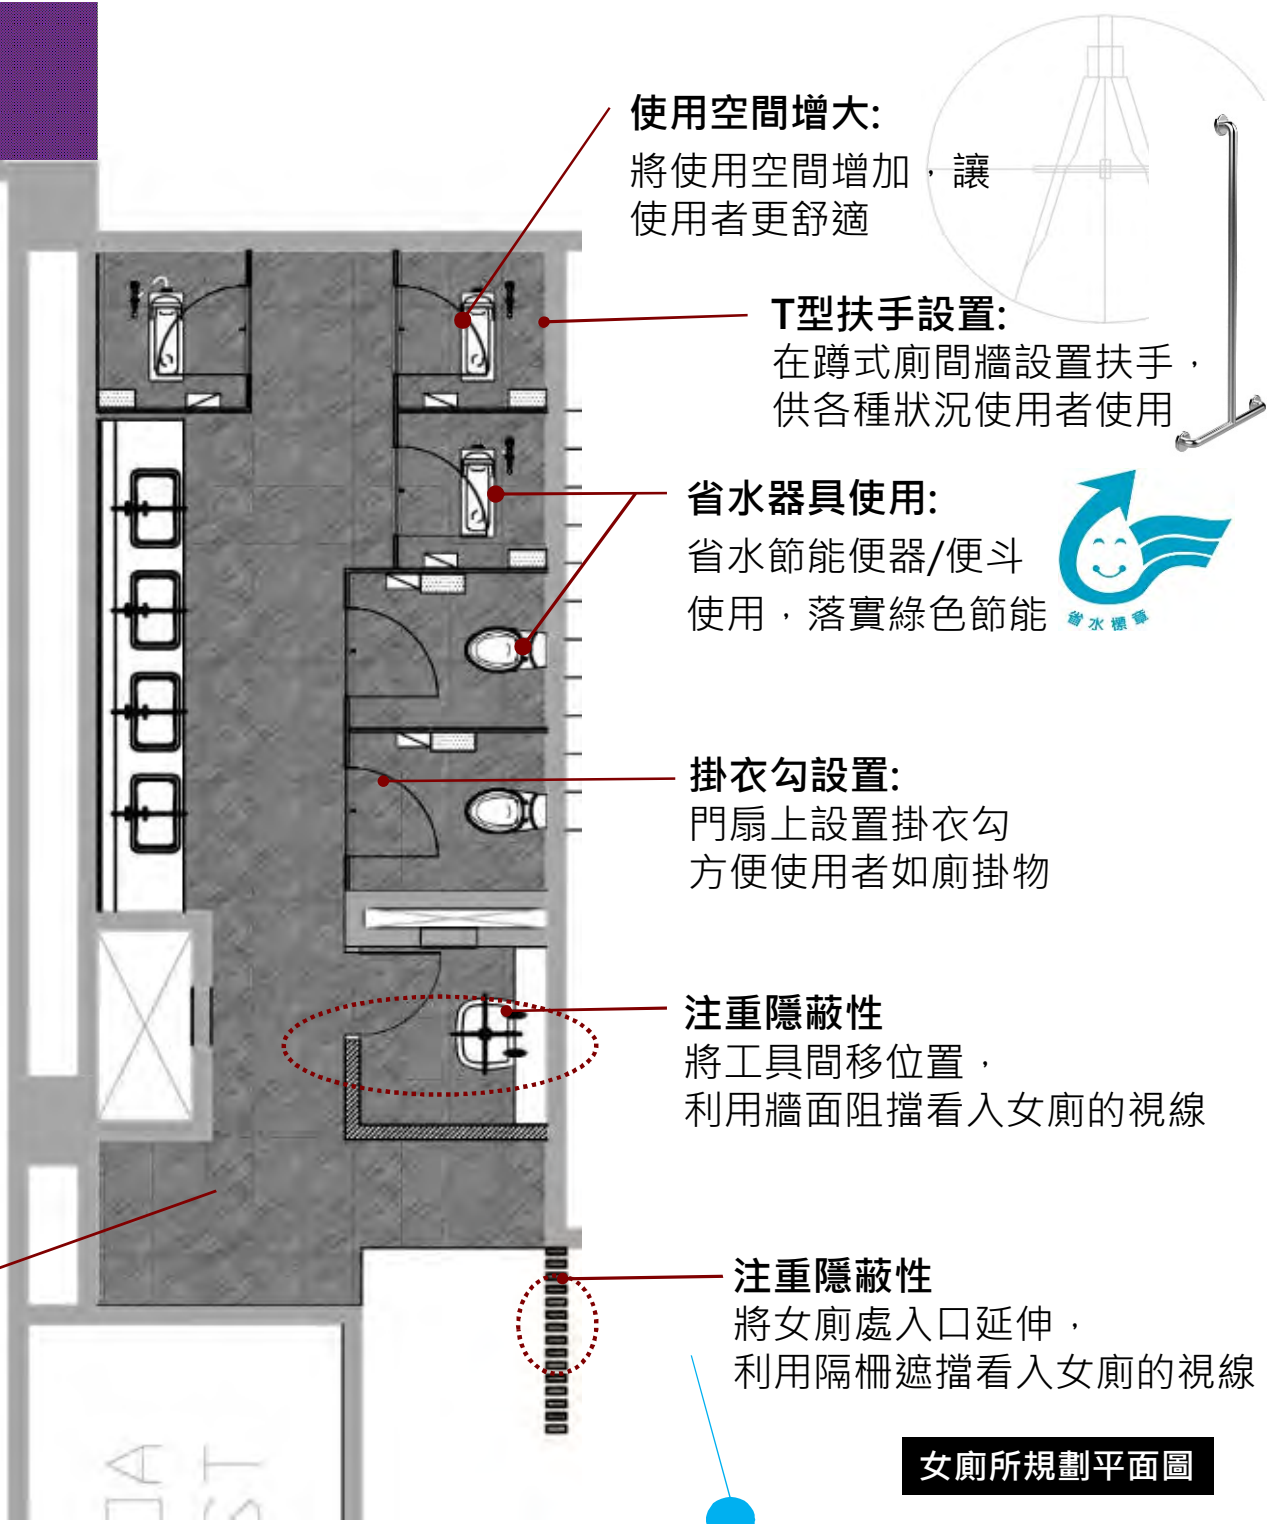 使用空間增大:
將使用空間增加，讓
使用者更舒適
T型扶手設置:
在蹲式廁間牆設置扶手，
供各種狀況使用者使用
省水器具使用:
省水節能便器/便斗
使用，落實綠色節能
省水標章
掛衣勾設置:
門扇上設置掛衣勾
方便使用者如廁掛物
注重隱蔽性
將工具間移位置，
利用牆面阻擋看入女廁的視線
注重隱蔽性
將女廁處入口延伸，
利用隔柵遮擋看入女廁的視線
女廁所規劃平面圖